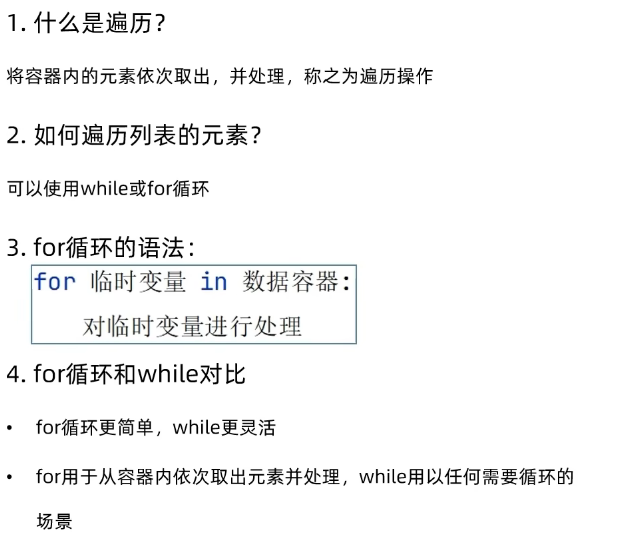 1. 什么是遍历？
将容器内的元素依次取出，并处理，称之为遍历操作
2. 如何遍历列表的元素？
可以使用while或for循环
3. for循环的语法：
for 临时变量 in 数据容器:
对临时变量进行处理
4. for循环和while对比
• for循环更简单，while更灵活
• for用于从容器内依次取出元素并处理，while用以任何需要循环的
场景